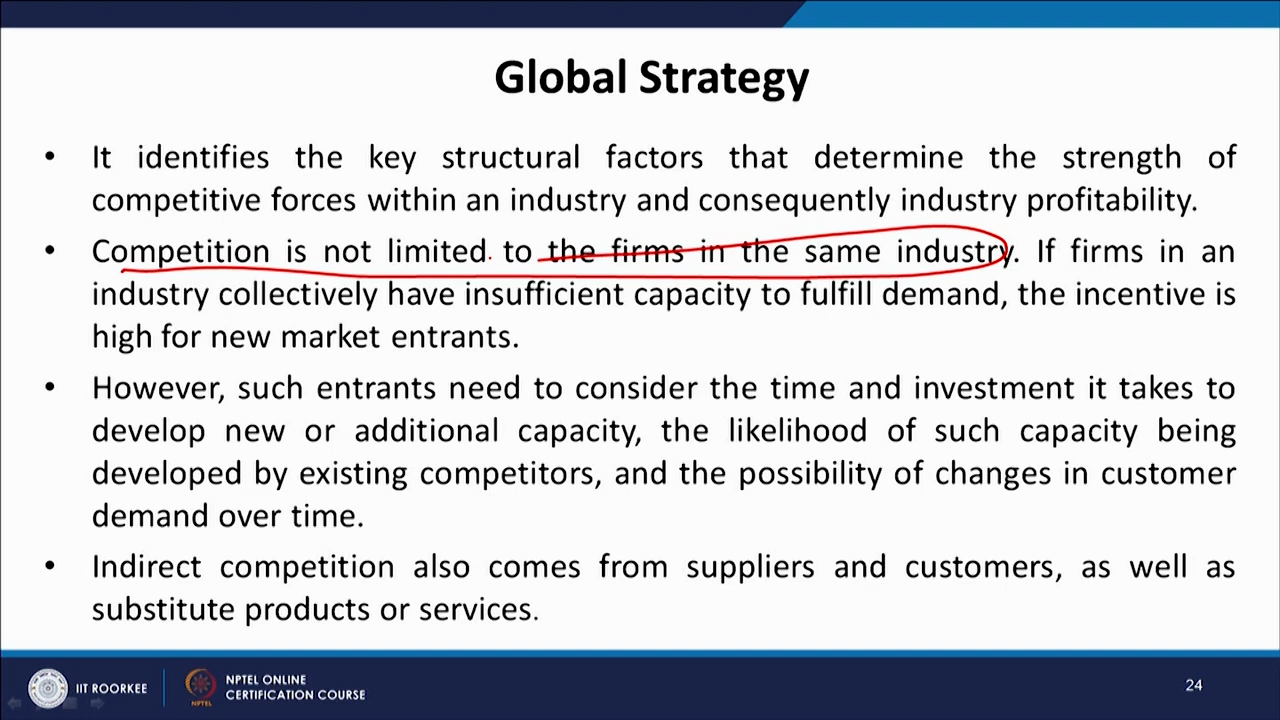 Global Strategy
• It identifies the key structural factors that determine the strength of
competitive forces within an industry and consequently industry profitability.
• Competition is not limited to the firms in the same industry. If firms in an
industry collectively have insufficient capacity to fulfill demand, the incentive is
high for new market entrants.
• However, such entrants need to consider the time and investment it takes to
develop new or additional capacity, the likelihood of such capacity being
developed by existing competitors, and the possibility of changes in customer
demand over time.
• Indirect competition also comes from suppliers and customers, as well as
substitute products or services.
IIT ROORKEE
NPTEL
NPTEL ONLINE
CERTIFICATION COURSE
24